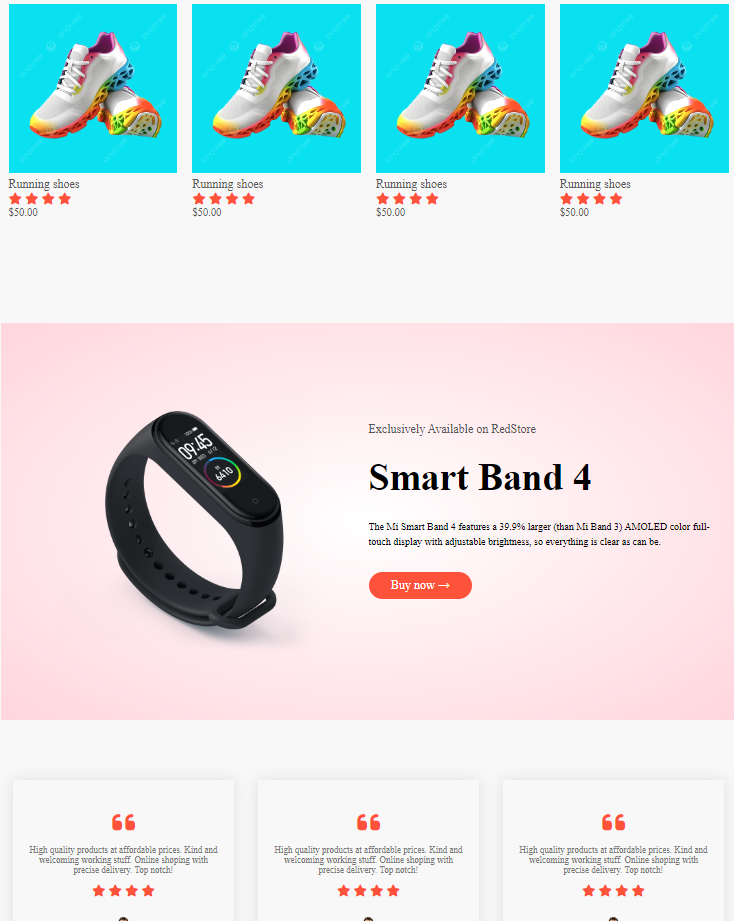 Running shoes
$50.00
Running shoes
$50.00
Running shoes
$50.00
Running shoes
$50.00
09:45
6410
Exclusively Available on RedStore
Smart Band 4
The Mi Smart Band 4 features a 39.9% larger (than Mi Band 3) AMOLED color full-
touch display with adjustable brightness, so everything is clear as can be.
Buy now →
High quality products at affordable prices. Kind and
welcoming working stuff. Online shoping with
precise delivery. Top notch!
High quality products at affordable prices. Kind and
welcoming working stuff. Online shoping with
precise delivery. Top notch!
High quality products at affordable prices. Kind and
welcoming working stuff. Online shoping with
precise delivery. Top notch!